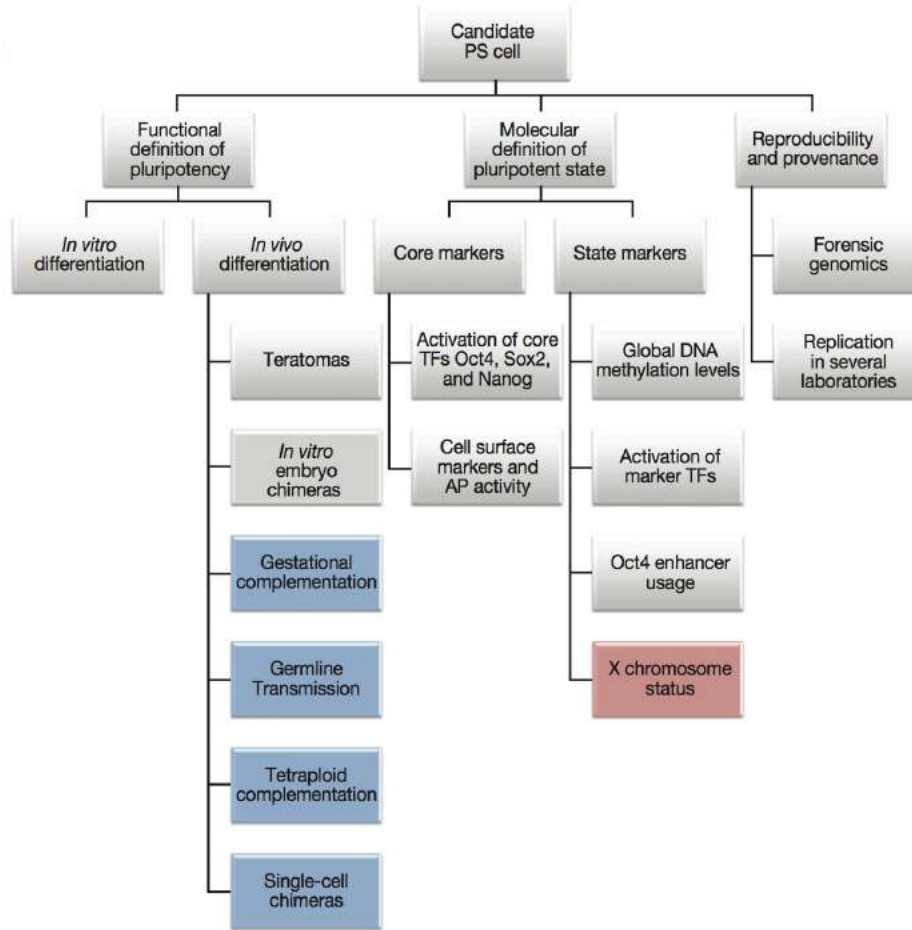 Candidate
PS cell
Functional
definition of
pluripotency
Molecular
definition of
pluripotent state
Reproducibility
and provenance
In vitro
differentiation
In vivo
differentiation
Core markers
State markers
Forensic
genomics
Teratomas
Activation of core
TFs Oct4, Sox2,
and Nanog
Global DNA
methylation levels
Replication
in several
laboratories
In vitro
embryo
chimeras
Cell surface
markers and
AP activity
Activation of
marker TFs
Gestational
complementation
Oct4 enhancer
usage
Germline
Transmission
X chromosome
status
Tetraploid
complementation
Single-cell
chimeras